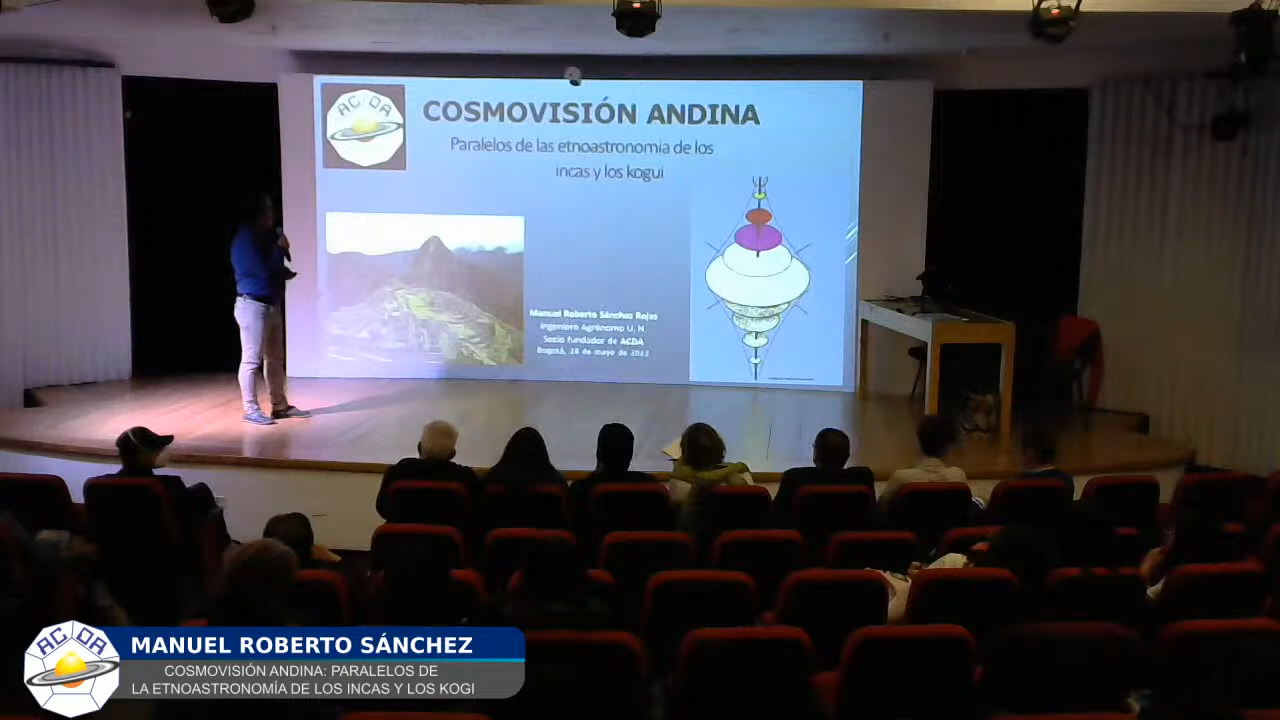 ACDA
COSMOVISIÓN ANDINA
Paralelos de las etnoastronomia de los
incas y los kogui
Manuel Roberto Sánchez Rojas
Ingeniero Agrónomo U. N.
Socio fundador de ACDA
Bogotá, 28 de mayo de 2022
ACDA
MANUEL ROBERTO SÁNCHEZ
COSMOVISIÓN ANDINA: PARALELOS DE
LA ETNOASTRONOMÍA DE LOS INCAS Y LOS KOGI